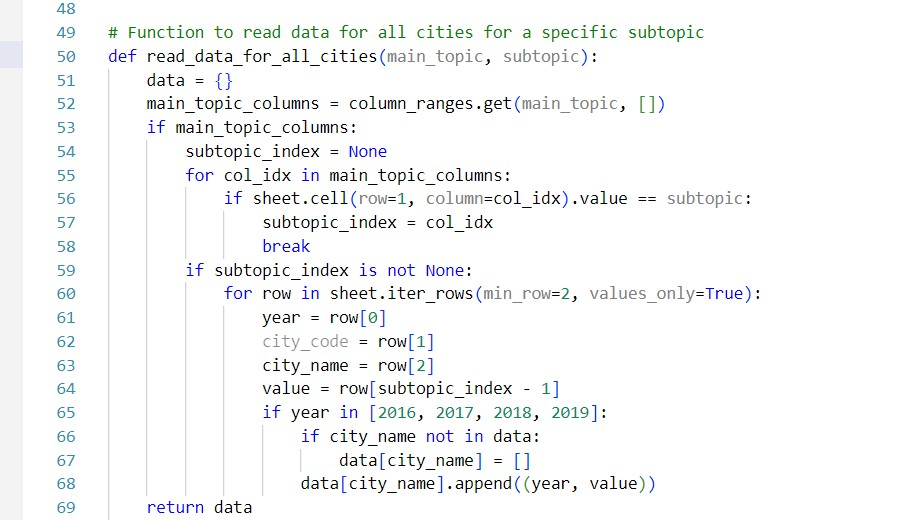 48
49 # Function to read data for all cities for a specific subtopic
50 def read_data_for_all_cities(main_topic, subtopic):
51     data = {}
52     main_topic_columns = column_ranges.get(main_topic, [])
53     if main_topic_columns:
54         subtopic_index = None
55         for col_idx in main_topic_columns:
56             if sheet.cell(row=1, column=col_idx).value == subtopic:
57                 subtopic_index = col_idx
58                 break
59         if subtopic_index is not None:
60             for row in sheet.iter_rows(min_row=2, values_only=True):
61                 year = row[0]
62                 city_code = row[1]
63                 city_name = row[2]
64                 value = row[subtopic_index - 1]
65                 if year in [2016, 2017, 2018, 2019]:
66                     if city_name not in data:
67                         data[city_name] = []
68                     data[city_name].append((year, value))
69     return data